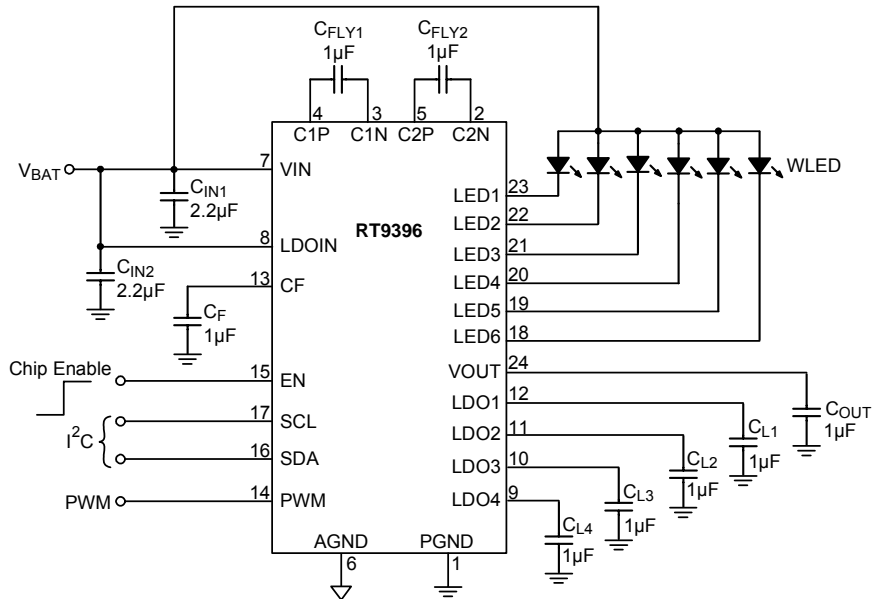 CFLY1
1µF
CFLY2
1µF
4
3
5
2
C1P
C1N
C2P
C2N
VBAT
7
VIN
CIN1
2.2µF
8
LDOIN
CIN2
2.2µF
13
CF
CF
1µF
RT9396
Chip Enable
15
EN
17
SCL
I²C
16
SDA
PWM
14
PWM
AGND
6
PGND
1
WLED
LED1
23
LED2
22
LED3
21
LED4
20
LED5
19
LED6
18
VOUT
24
COUT
1µF
LDO1
12
CL1
1µF
LDO2
11
CL2
1µF
LDO3
10
CL3
1µF
LDO4
9
CL4
1µF